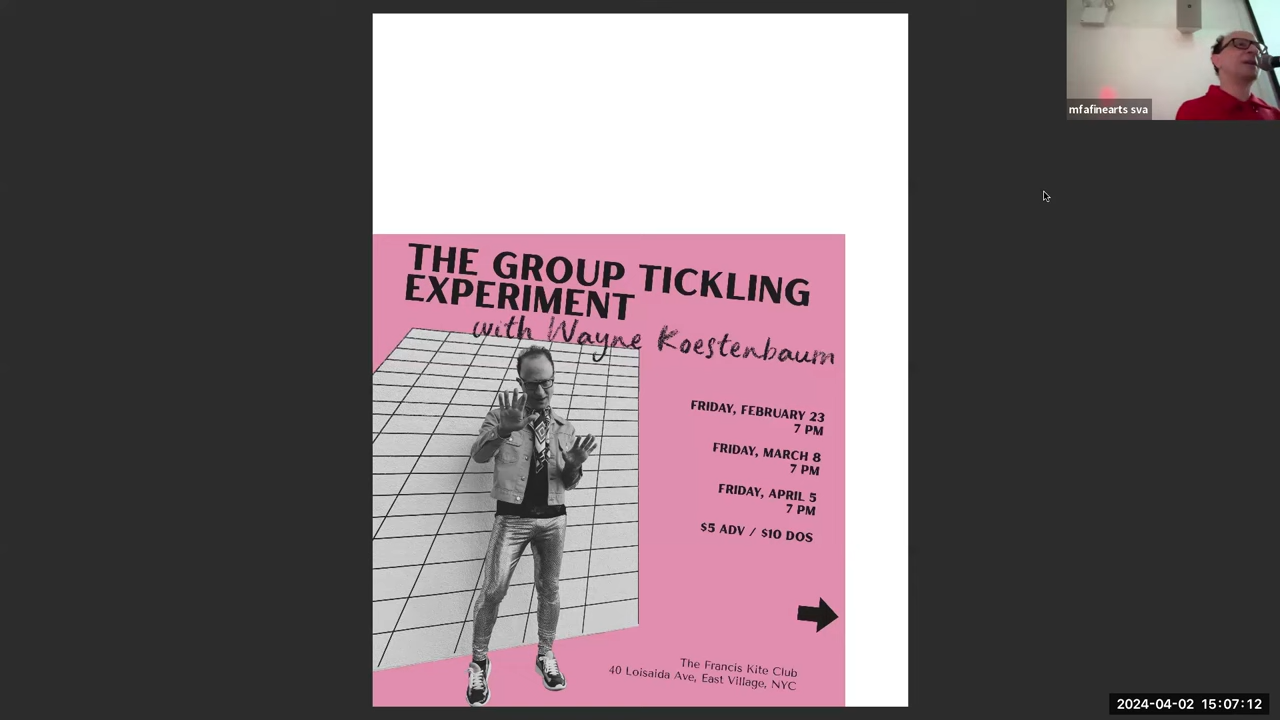 mfafinearts sva
THE GROUP TICKLING
EXPERIMENT
with Wayne Koestenbaum
FRIDAY, FEBRUARY 23
7 PM
FRIDAY, MARCH 8
7 PM
FRIDAY, APRIL 5
7 PM
$5 ADV / $10 DOS
The Francis Kite Club
40 Loisaida Ave, East Village, NYC
2024-04-02 15:07:12